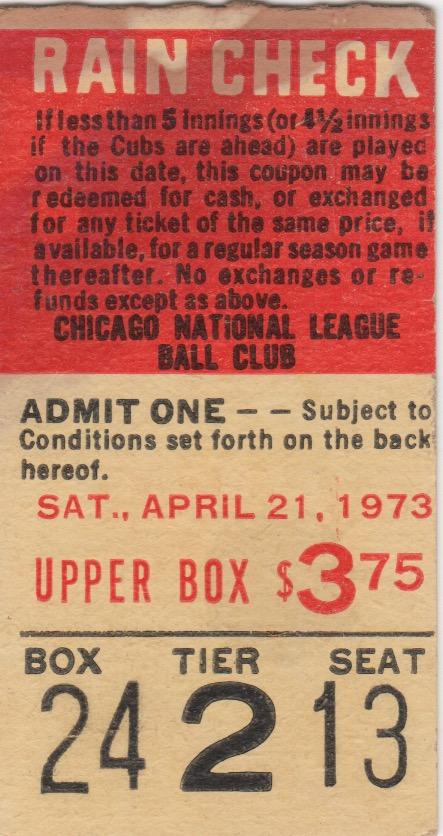 RAIN CHECK
If less than 5 innings (or 4½ innings
if the Cubs are ahead) are played
on this date, this coupon may be
redeemed for cash, or exchanged
for any ticket of the same price, if
available, for a regular season game
thereafter. No exchanges or re-
funds except as above.
CHICAGO NATIONAL LEAGUE
BALL CLUB
ADMIT ONE – – Subject to
Conditions set forth on the back
hereof.
SAT., APRIL 21, 1973
UPPER BOX $3.75
BOX TIER SEAT
24 2 13